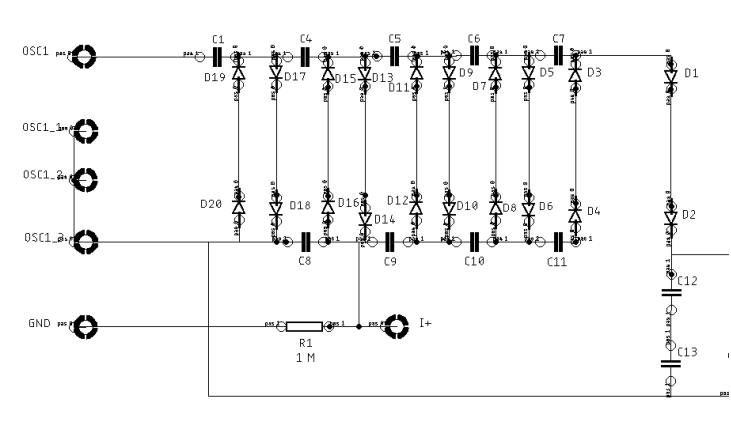 C1 C4 C5 C6 C7
OSC1
D19 D17 D15 D13 D11 D9 D7 D5 D3 D1
OSC1_1
OSC1_2
D20 D18 D16 D14 D12 D10 D8 D6 D4 D2
OSC1_3
C8 C9 C10 C11
C12
GND I+
R1
1 M
C13